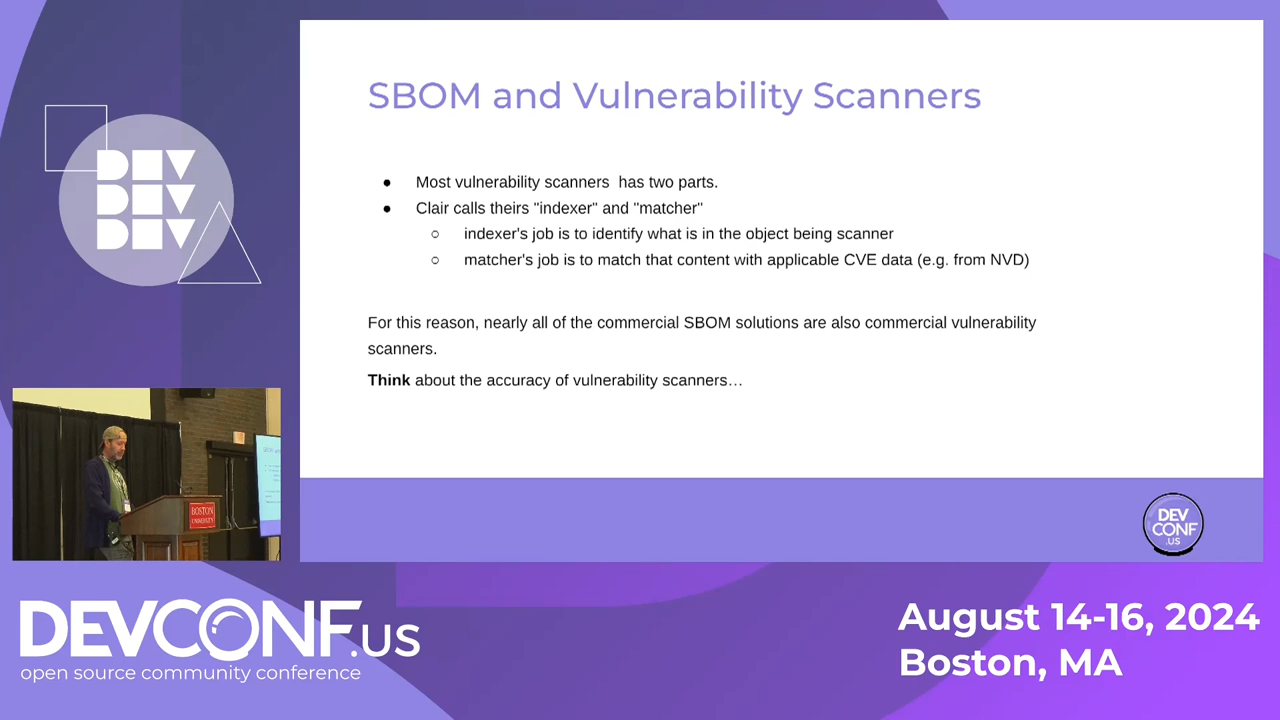 SBOM and Vulnerability Scanners
● Most vulnerability scanners  has two parts.
● Clair calls theirs "indexer" and "matcher"
○ indexer's job is to identify what is in the object being scanner
○ matcher's job is to match that content with applicable CVE data (e.g. from NVD)
For this reason, nearly all of the commercial SBOM solutions are also commercial vulnerability
scanners.
Think about the accuracy of vulnerability scanners…
DEV
DEV
DEV
BOSTON
UNIVERSITY
DEV
CONF
.US
DEVCONF.US
open source community conference
August 14-16, 2024
Boston, MA